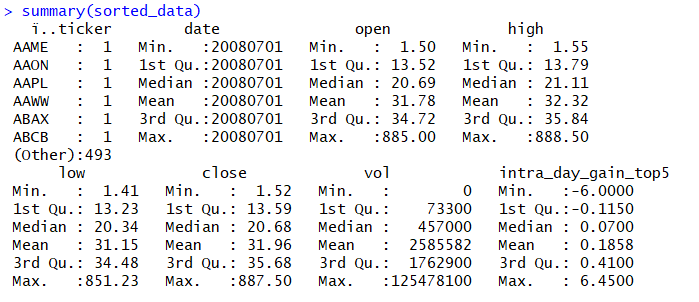 > summary(sorted_data)
ï..ticker        date               open             high
AAME   :  1   Min.   :20080701   Min.   :  1.50   Min.   :  1.55
AAON   :  1   1st Qu.:20080701   1st Qu.: 13.52   1st Qu.: 13.79
AAPL   :  1   Median :20080701   Median : 20.69   Median : 21.11
AAWW   :  1   Mean   :20080701   Mean   : 31.78   Mean   : 32.32
ABAX   :  1   3rd Qu.:20080701   3rd Qu.: 34.72   3rd Qu.: 35.84
ABCB   :  1   Max.   :20080701   Max.   :885.00   Max.   :888.50
(Other):493
low             close             vol            intra_day_gain_top5
Min.   :  1.41   Min.   :  1.52   Min.   :        0   Min.   :-6.0000
1st Qu.: 13.23   1st Qu.: 13.59   1st Qu.:    73300   1st Qu.:-0.1150
Median : 20.34   Median : 20.68   Median :   457000   Median : 0.0700
Mean   : 31.15   Mean   : 31.96   Mean   :  2585582   Mean   : 0.1858
3rd Qu.: 34.48   3rd Qu.: 35.68   3rd Qu.:  1762900   3rd Qu.: 0.4100
Max.   :851.23   Max.   :887.50   Max.   :125478100   Max.   : 6.4500